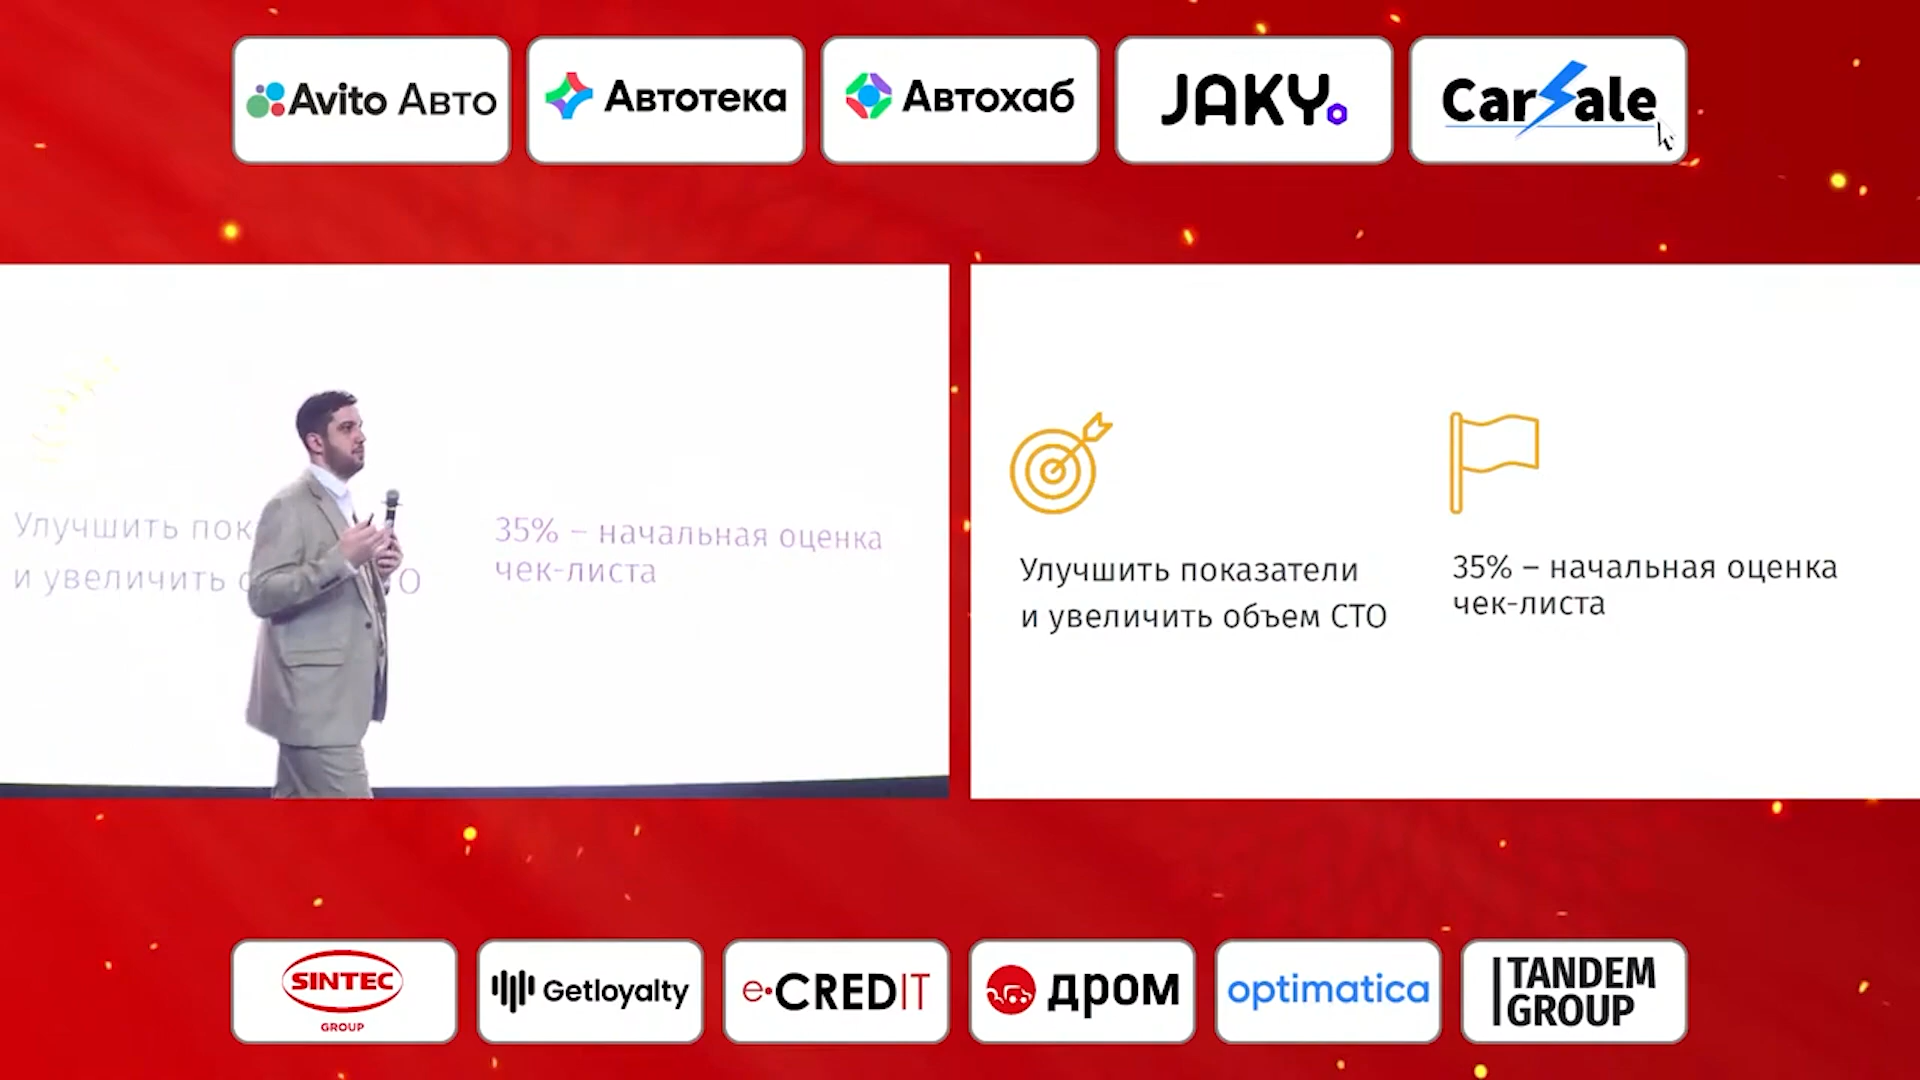 Avito Авто
Автотека
Автохаб
JAKY
CarSale
Улучшить пок
и увеличить
ТО
35% – начальная оценка
чек-листа
Улучшить показатели
и увеличить объем СТО
35% – начальная оценка
чек-листа
SINTEC
GROUP
Getloyalty
e·CREDIT
дром
optimatica
TANDEM
GROUP